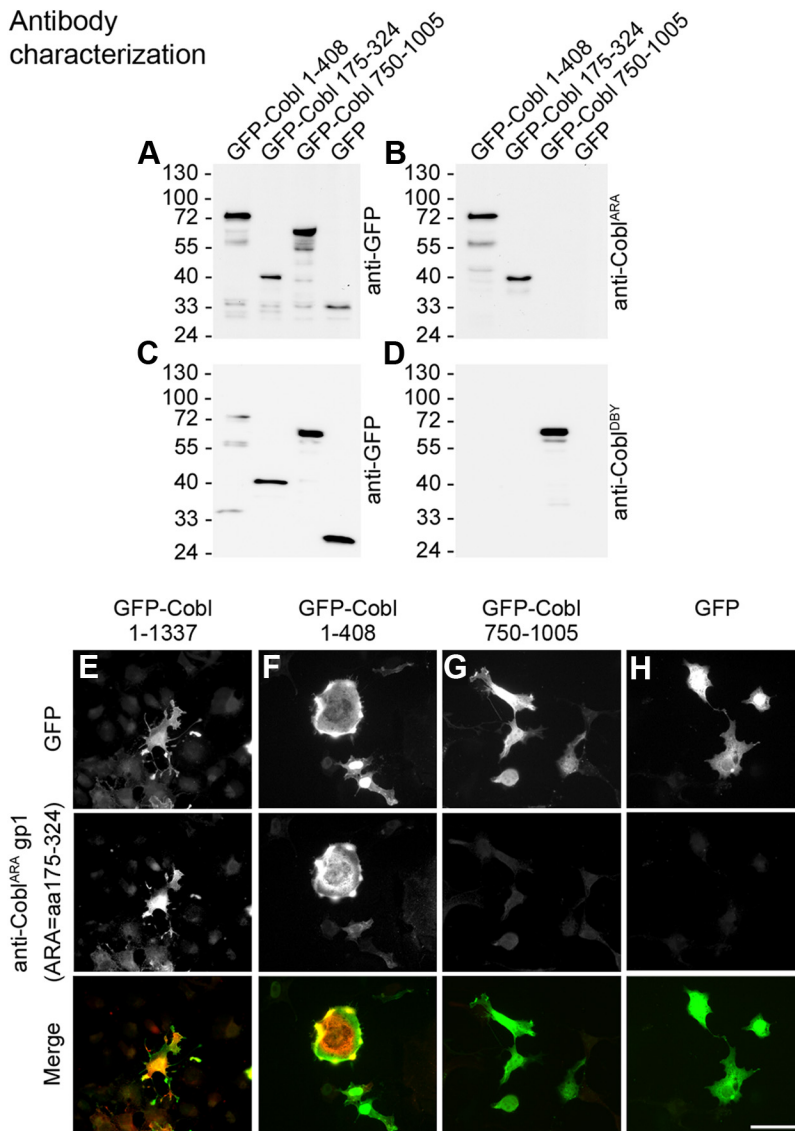 Antibody
characterization
GFP-Cobl 1-408
GFP-Cobl 175-324
GFP-Cobl 750-1005
GFP
GFP-Cobl 1-408
GFP-Cobl 175-324
GFP-Cobl 750-1005
GFP
A
130 -
100 -
72 -
55 -
40 -
33 -
24 -
anti-GFP
B
130 -
100 -
72 -
55 -
40 -
33 -
24 -
anti-Cobl^ARA
C
130 -
100 -
72 -
55 -
40 -
33 -
24 -
anti-GFP
D
130 -
100 -
72 -
55 -
40 -
33 -
24 -
anti-Cobl^DBY
GFP-Cobl
1-1337
GFP-Cobl
1-408
GFP-Cobl
750-1005
GFP
E
F
G
H
GFP
anti-Cobl^ARA gp1
(ARA=aa175-324)
Merge